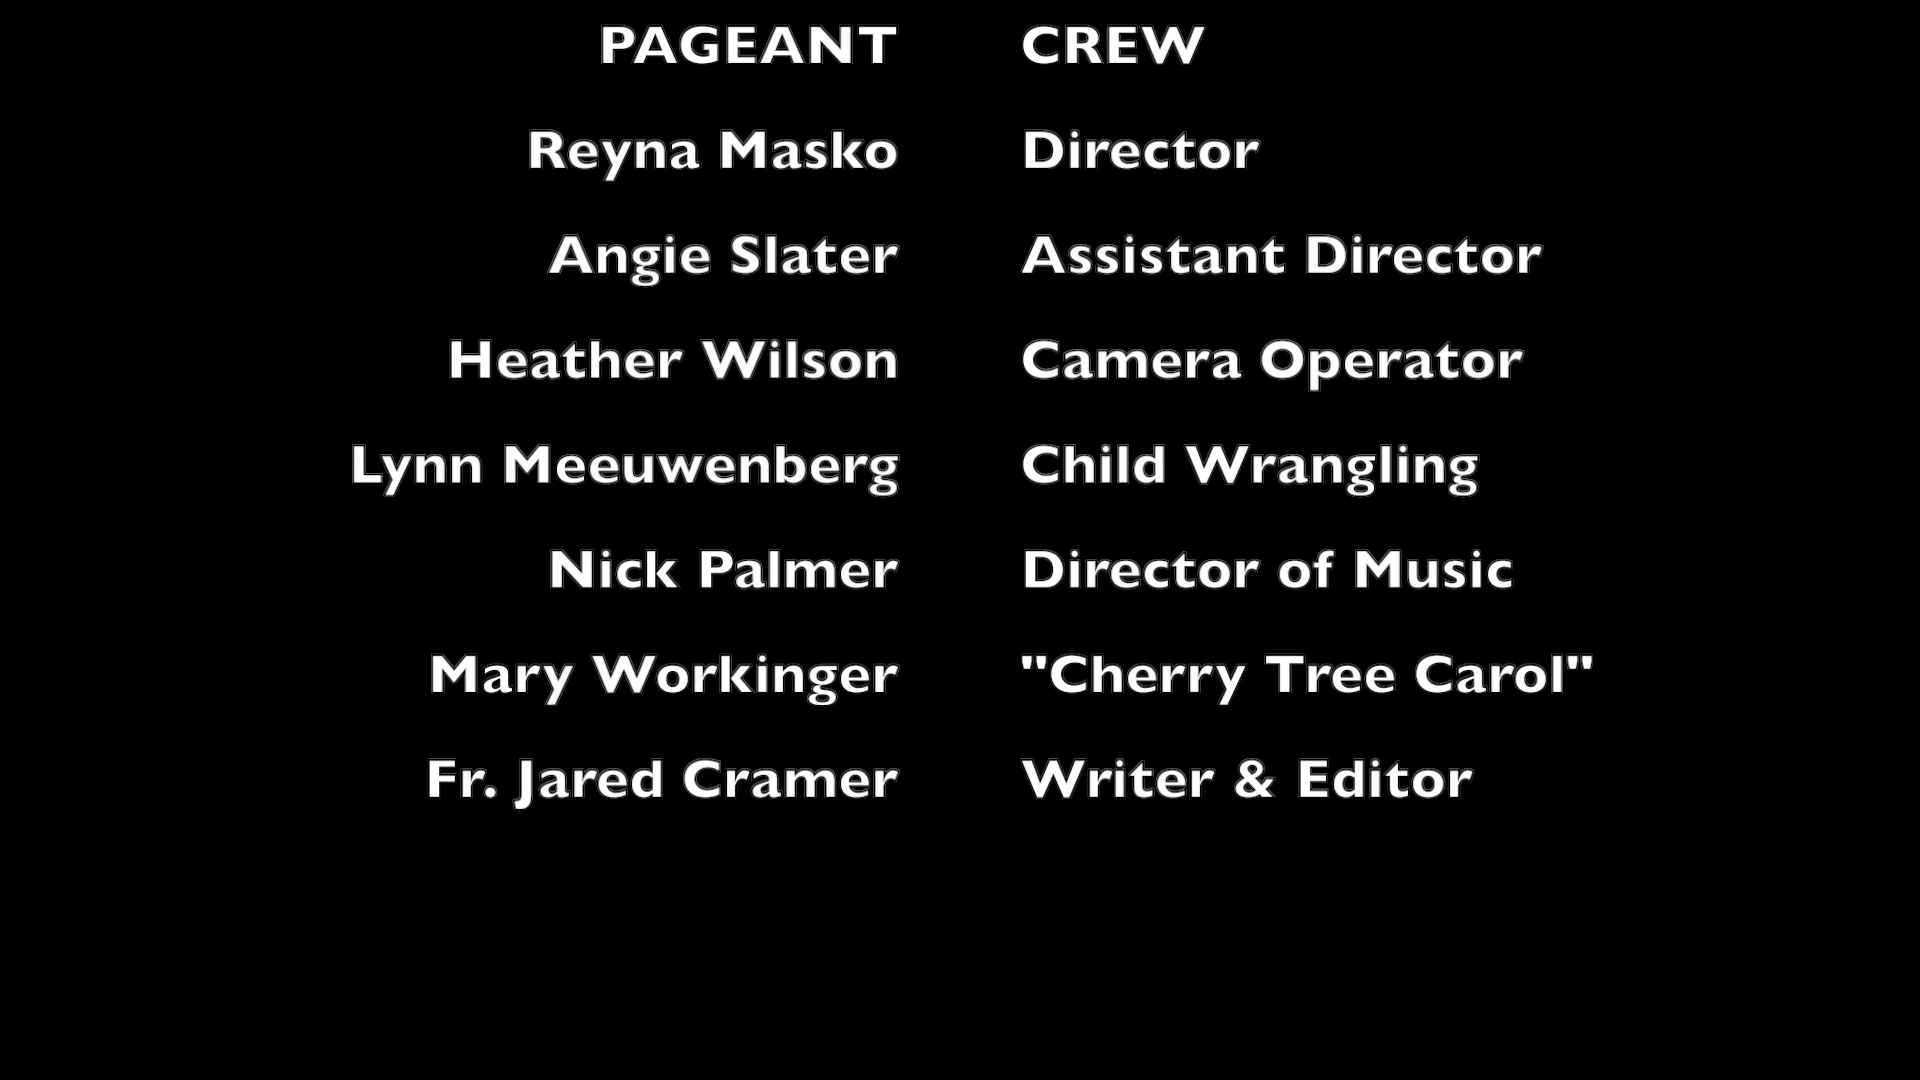 PAGEANT CREW
Reyna Masko Director
Angie Slater Assistant Director
Heather Wilson Camera Operator
Lynn Meeuwenberg Child Wrangling
Nick Palmer Director of Music
Mary Workinger "Cherry Tree Carol"
Fr. Jared Cramer Writer & Editor